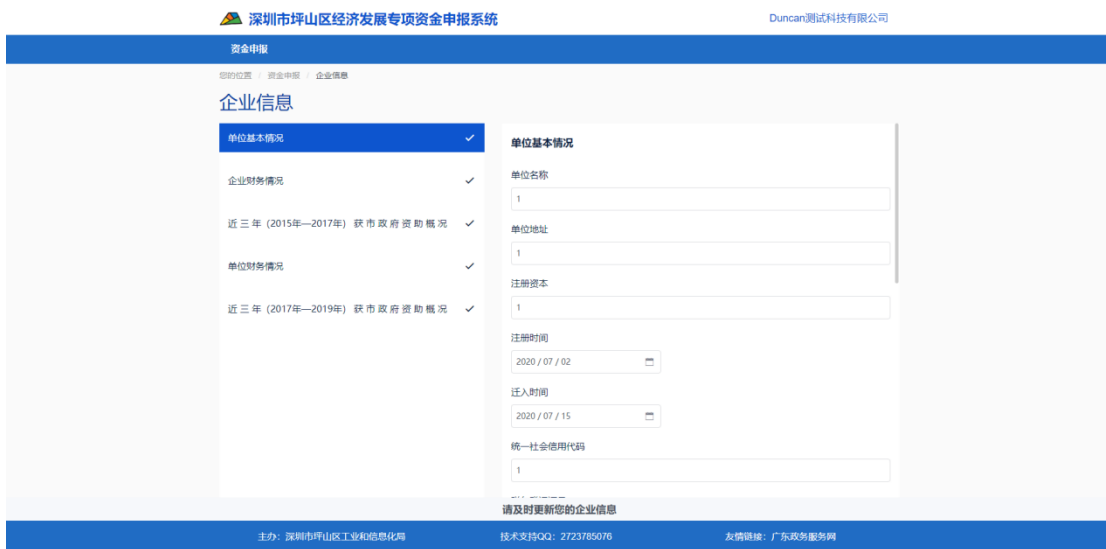 深圳市坪山区经济发展专项资金申报系统
Duncan测试科技有限公司
资金申报
您的位置 / 资金申报 / 企业信息
企业信息
单位基本情况
企业财务情况
近三年（2015年—2017年）获市政府资助概况
单位财务情况
近三年（2017年—2019年）获市政府资助概况
单位基本情况
单位名称
1
单位地址
1
注册资本
1
注册时间
2020 / 07 / 02
迁入时间
2020 / 07 / 15
统一社会信用代码
1
请及时更新您的企业信息
主办：深圳市坪山区工业和信息化局
技术支持QQ：2723785076
友情链接：广东政务服务网